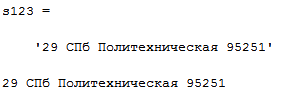 s123 =
'29 СПб Политехническая 95251'
29 СПб Политехническая 95251